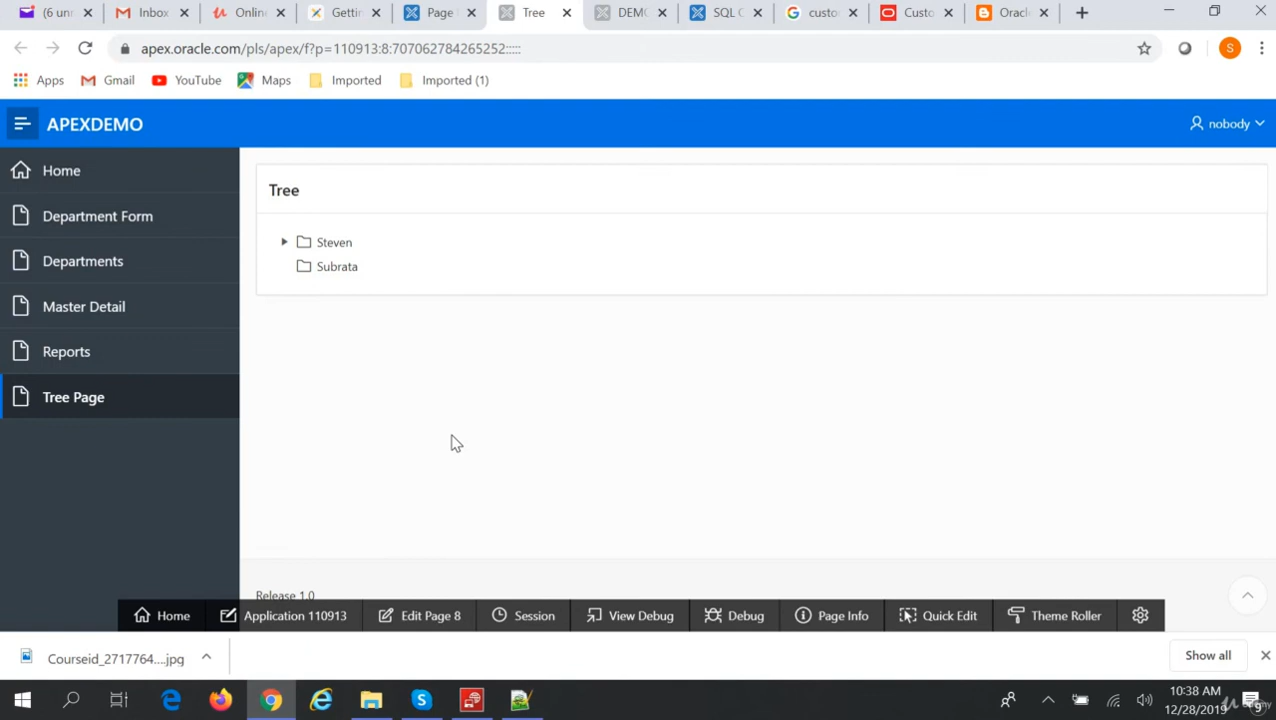 (6 unr
Inbox
Online
Gettin
Page
Tree
DEMO
SQL C
custo
Custo
Oracl
apex.oracle.com/pls/apex/f?p=110913:8:707062784265252:::::
S
Apps
Gmail
YouTube
Maps
Imported
Imported (1)
APEXDEMO
nobody
Home
Department Form
Departments
Master Detail
Reports
Tree Page
Tree
Steven
Subrata
Release 1.0
Home
Application 110913
Edit Page 8
Session
View Debug
Debug
Page Info
Quick Edit
Theme Roller
Courseid_2717764....jpg
Show all
10:38 AM
12/28/2019